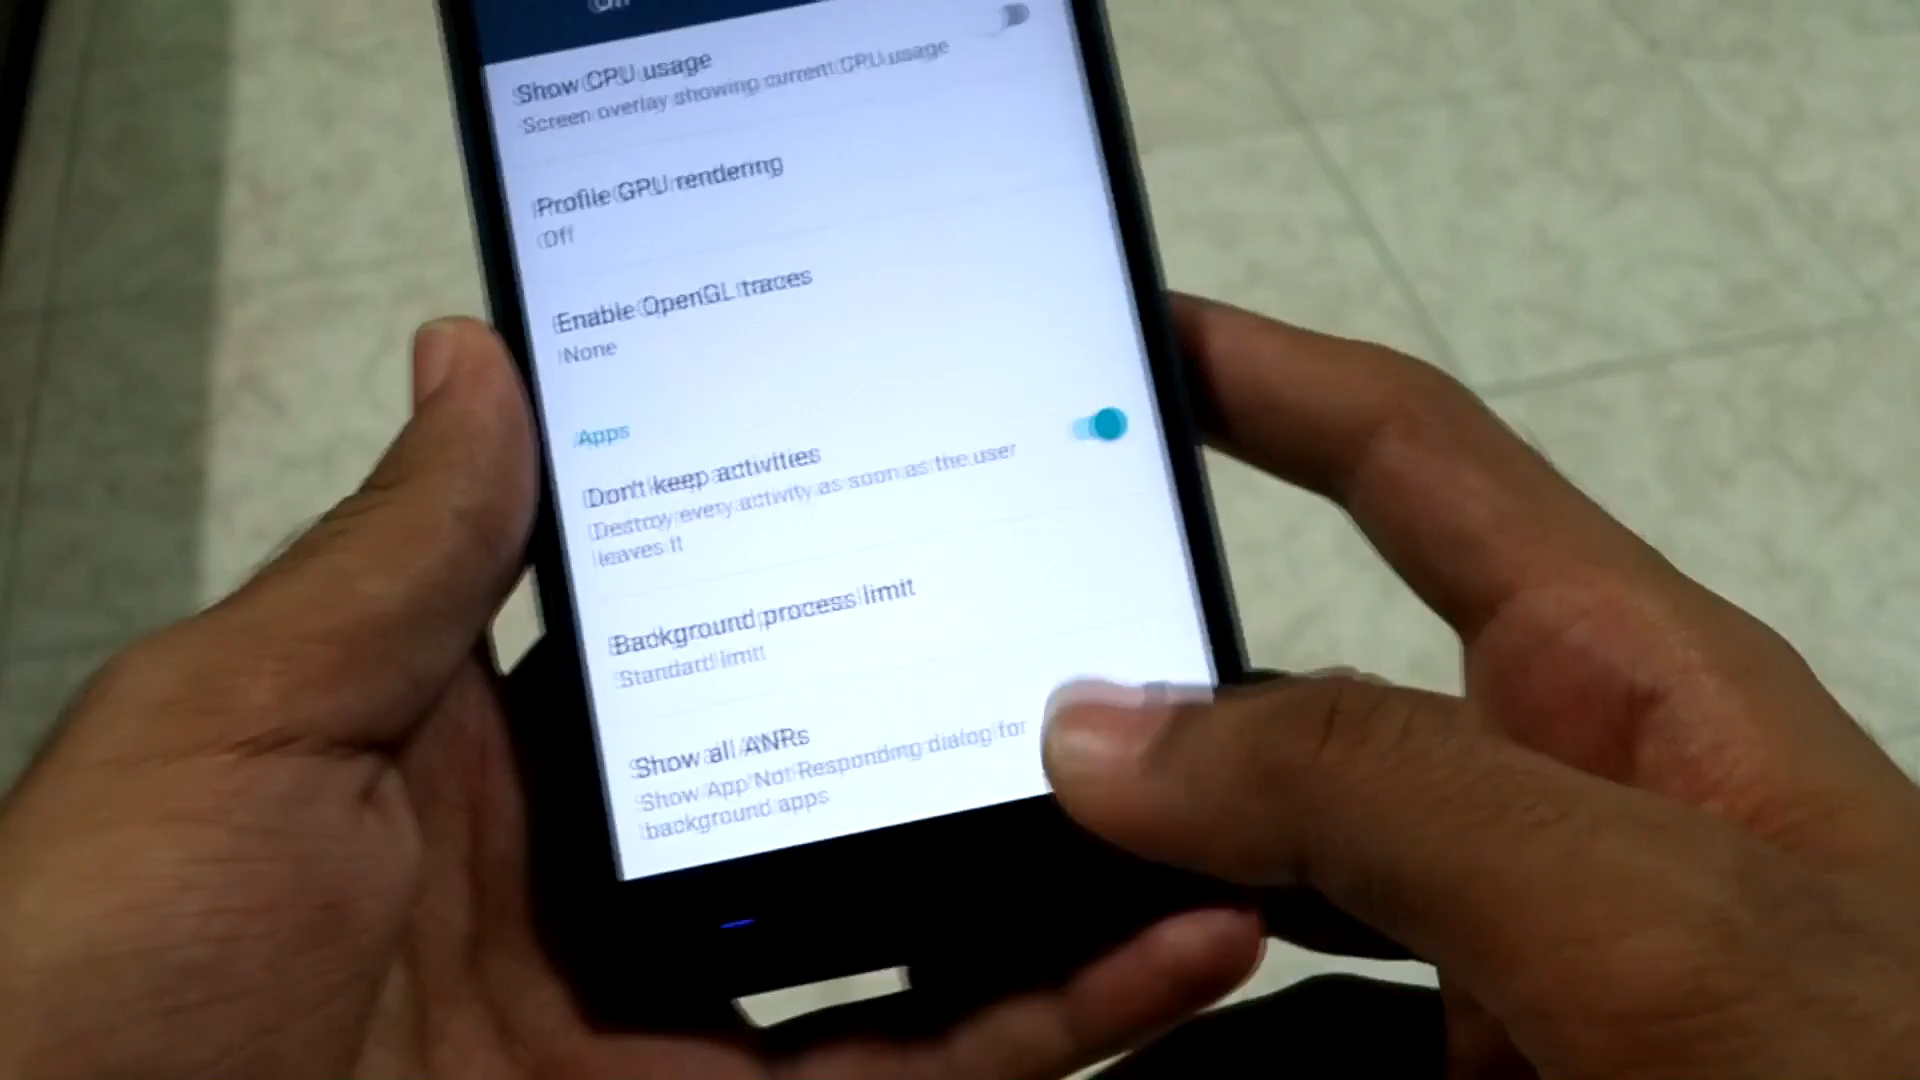 Off
Show CPU usage
Screen overlay showing current CPU usage
Profile GPU rendering
Off
Enable OpenGL traces
None
Apps
Don't keep activities
Destroy every activity as soon as the user
leaves it
Background process limit
Standard limit
Show all ANRs
Show App Not Responding dialog for
background apps